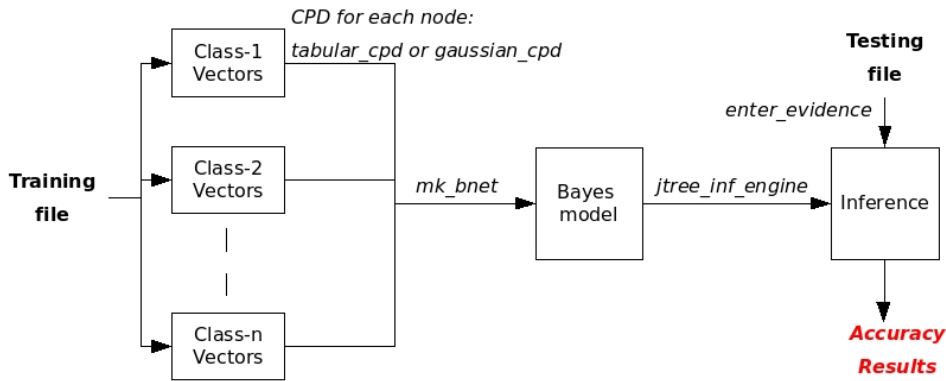 CPD for each node:
tabular_cpd or gaussian_cpd
Class-1
Vectors
Testing
file
enter_evidence
Training
file
Class-2
Vectors
mk_bnet
Bayes
model
jtree_inf_engine
Inference
Class-n
Vectors
Accuracy
Results